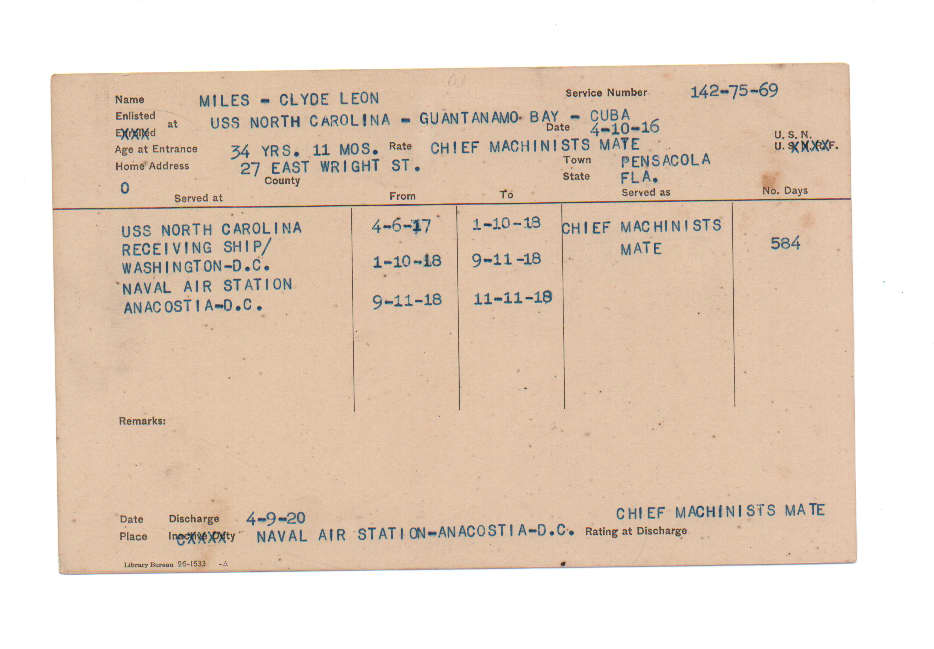 Name MILES - CLYDE LEON Service Number 142-75-69
Enlisted
Enrolled at USS NORTH CAROLINA - GUANTANAMO BAY - CUBA
Date 4-10-16
Age at Entrance 34 YRS. 11 MOS. Rate CHIEF MACHINISTS MATE U. S. N.
U. S. N. R. F.
Home Address 27 EAST WRIGHT ST. Town PENSACOLA
O County State FLA.
Served at From To Served as No. Days
USS NORTH CAROLINA 4-6-17 1-10-18 CHIEF MACHINISTS
RECEIVING SHIP/ MATE 584
WASHINGTON-D.C. 1-10-18 9-11-18
NAVAL AIR STATION
ANACOSTIA-D.C. 9-11-18 11-11-18
Remarks:
Date Discharge 4-9-20 CHIEF MACHINISTS MATE
Place Inactive Duty NAVAL AIR STATION-ANACOSTIA-D.C. Rating at Discharge
Library Bureau 26-1533 -A